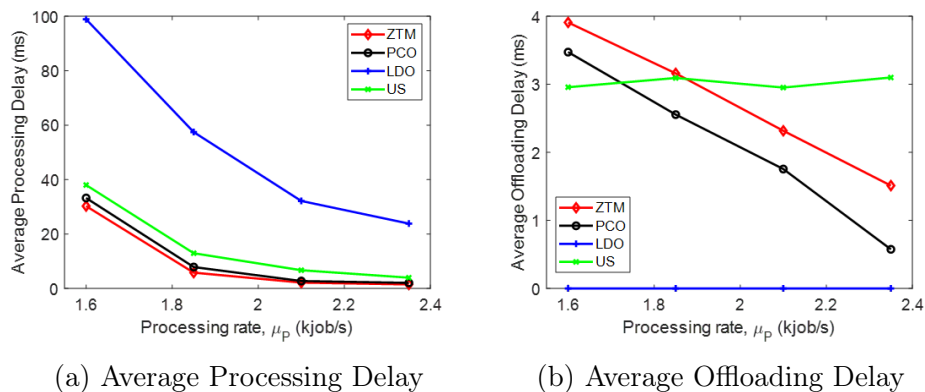 Average Processing Delay (ms)
100
80
60
40
20
0
1.6
1.8
2
2.2
2.4
Processing rate, μP (kjob/s)
ZTM
PCO
LDO
US
(a) Average Processing Delay
Average Offloading Delay (ms)
4
3
2
1
0
1.6
1.8
2
2.2
2.4
Processing rate, μP (kjob/s)
ZTM
PCO
LDO
US
(b) Average Offloading Delay